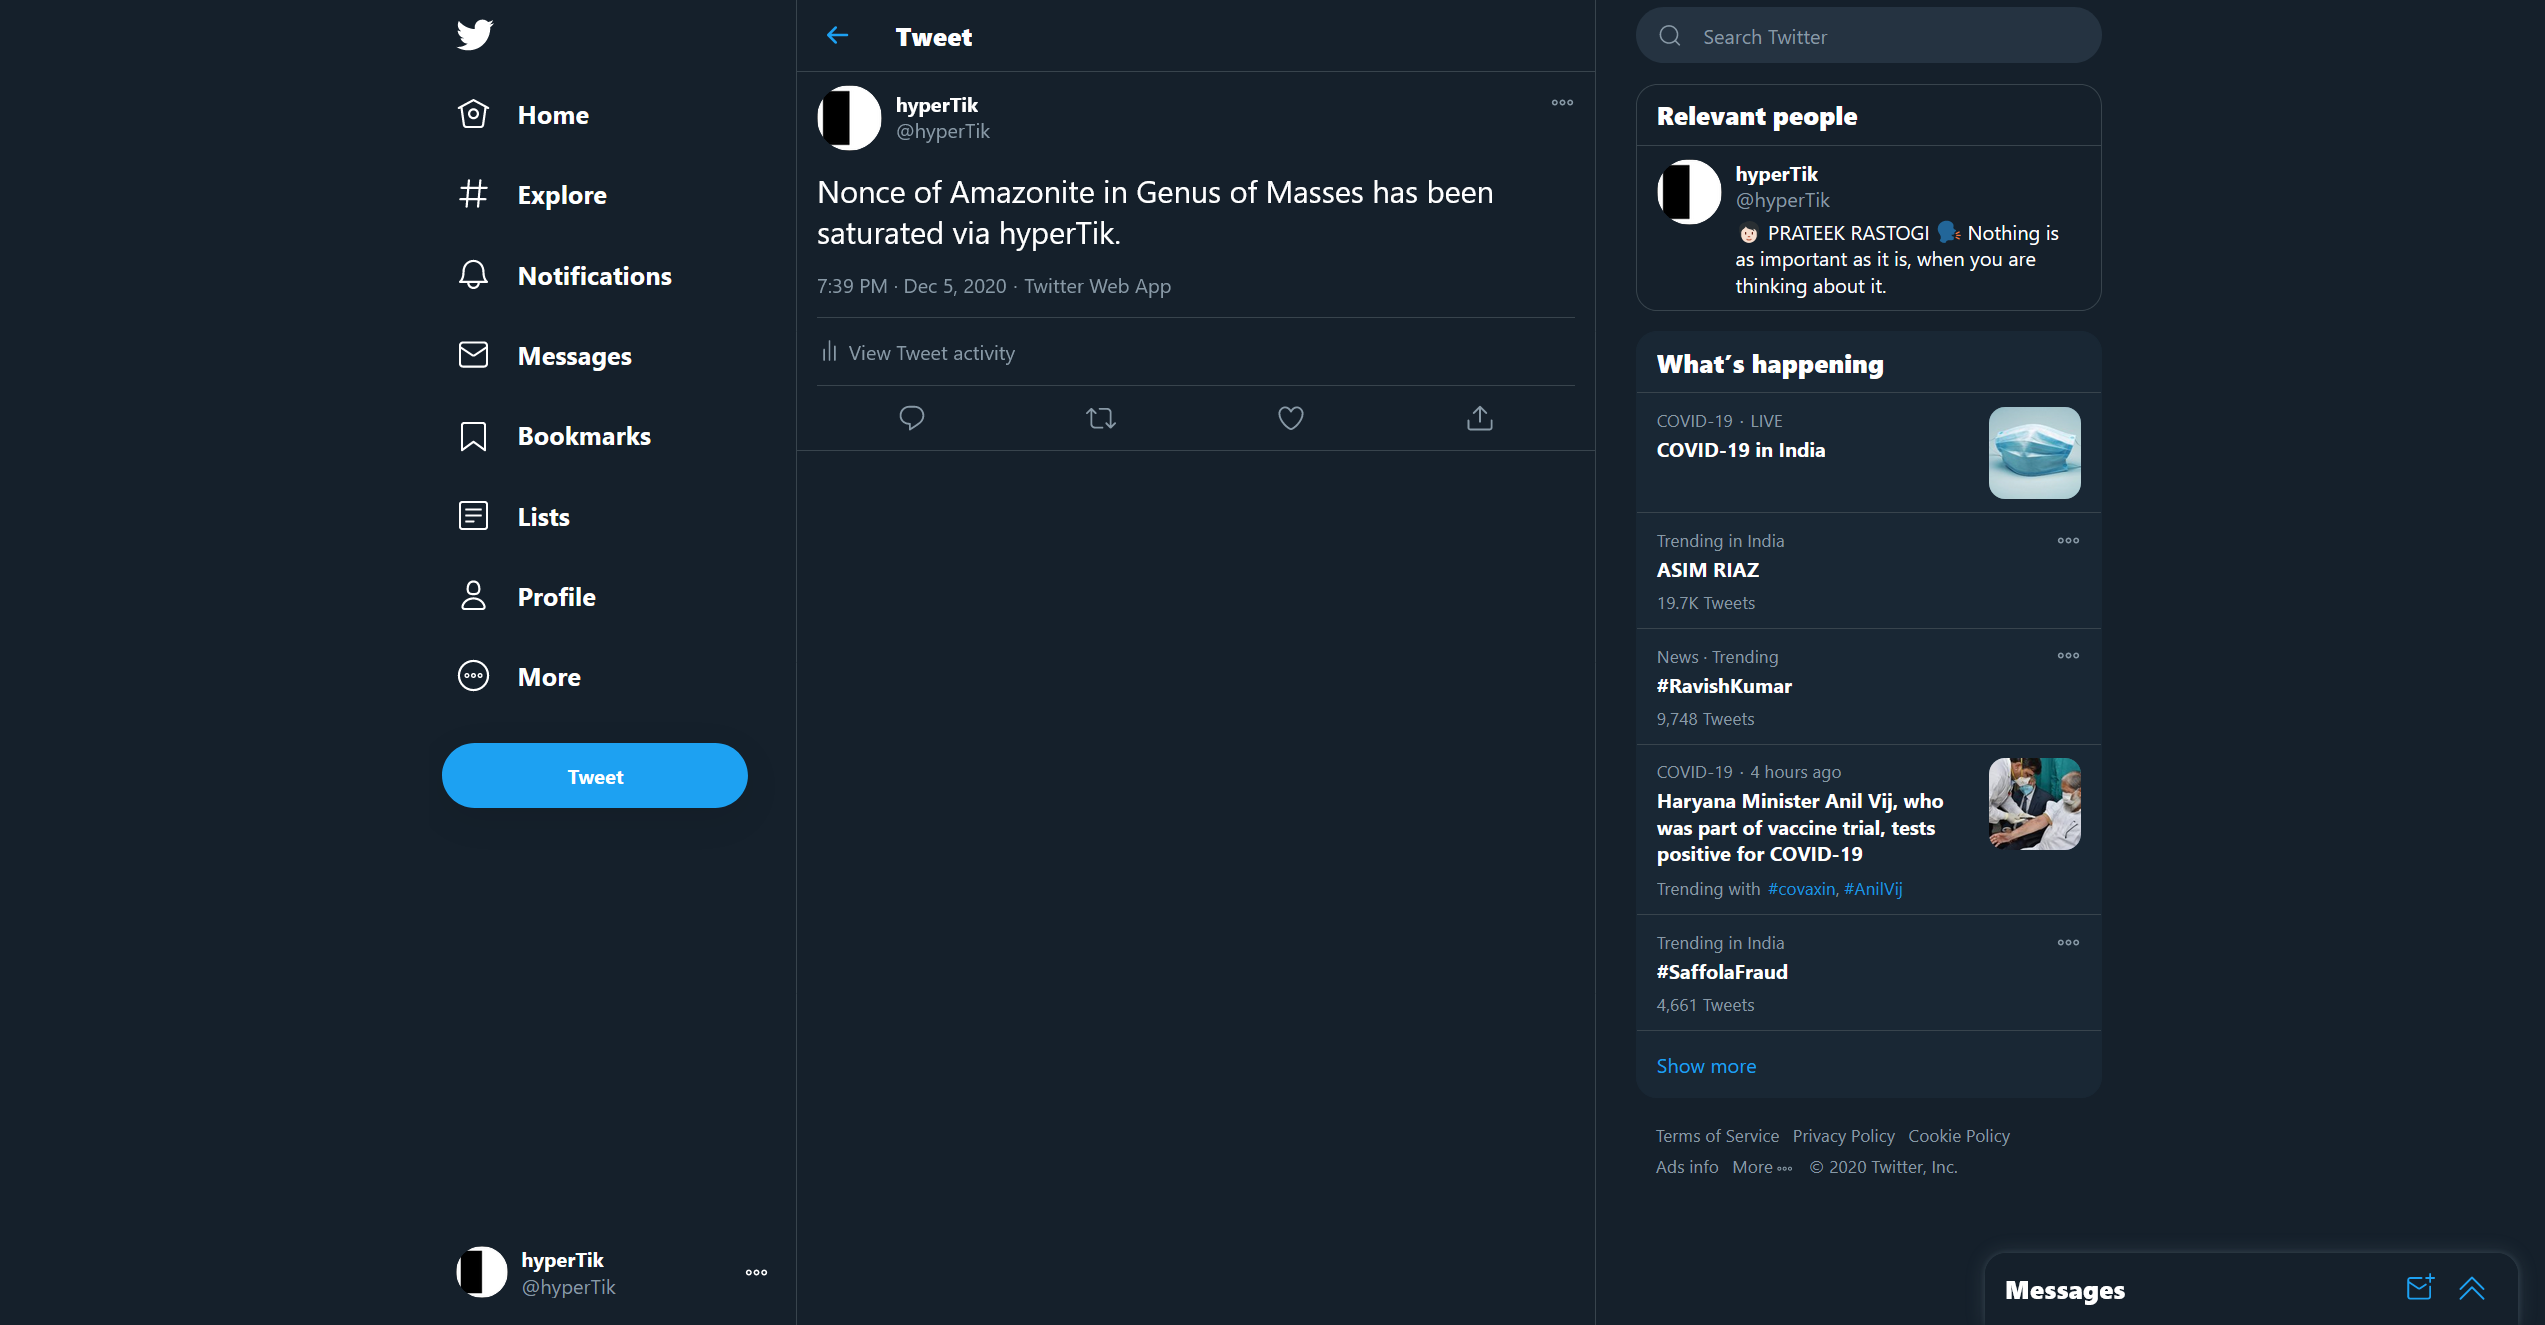 Home
Explore
Notifications
Messages
Bookmarks
Lists
Profile
More
Tweet
hyperTik
@hyperTik
Tweet
hyperTik
@hyperTik
Nonce of Amazonite in Genus of Masses has been
saturated via hyperTik.
7:39 PM · Dec 5, 2020 · Twitter Web App
View Tweet activity
Search Twitter
Relevant people
hyperTik
@hyperTik
PRATEEK RASTOGI Nothing is
as important as it is, when you are
thinking about it.
What's happening
COVID-19 · LIVE
COVID-19 in India
Trending in India
ASIM RIAZ
19.7K Tweets
News · Trending
#RavishKumar
9,748 Tweets
COVID-19 · 4 hours ago
Haryana Minister Anil Vij, who
was part of vaccine trial, tests
positive for COVID-19
Trending with #covaxin, #AnilVij
Trending in India
#SaffolaFraud
4,661 Tweets
Show more
Terms of Service Privacy Policy Cookie Policy
Ads info More © 2020 Twitter, Inc.
Messages